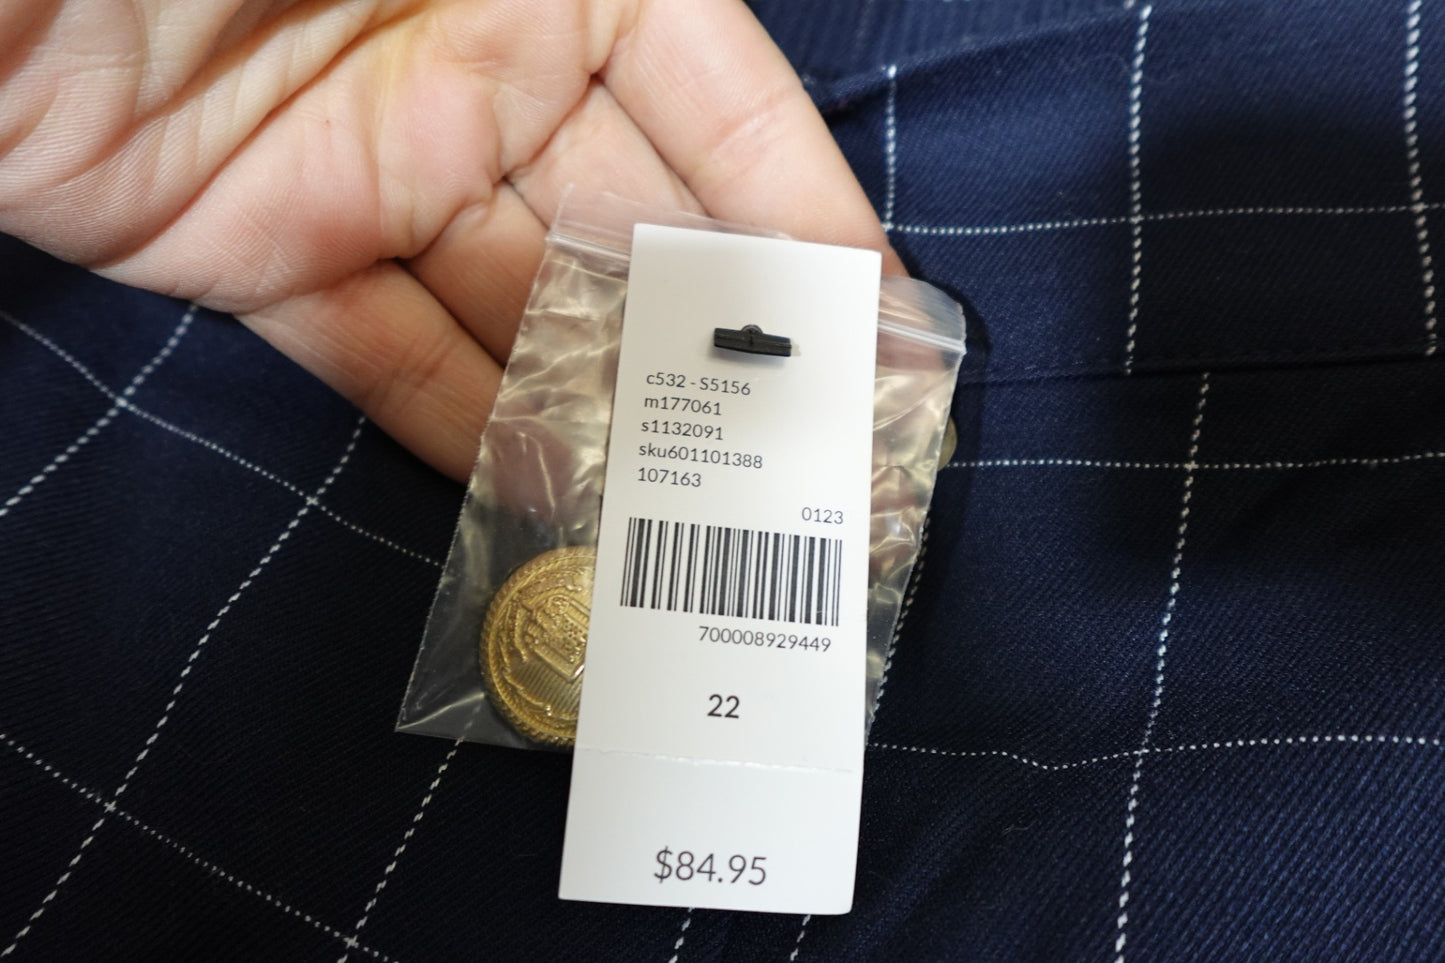 c532 - S5156
m177061
s1132091
sku601101388
107163
0123
700008929449
22
$84.95